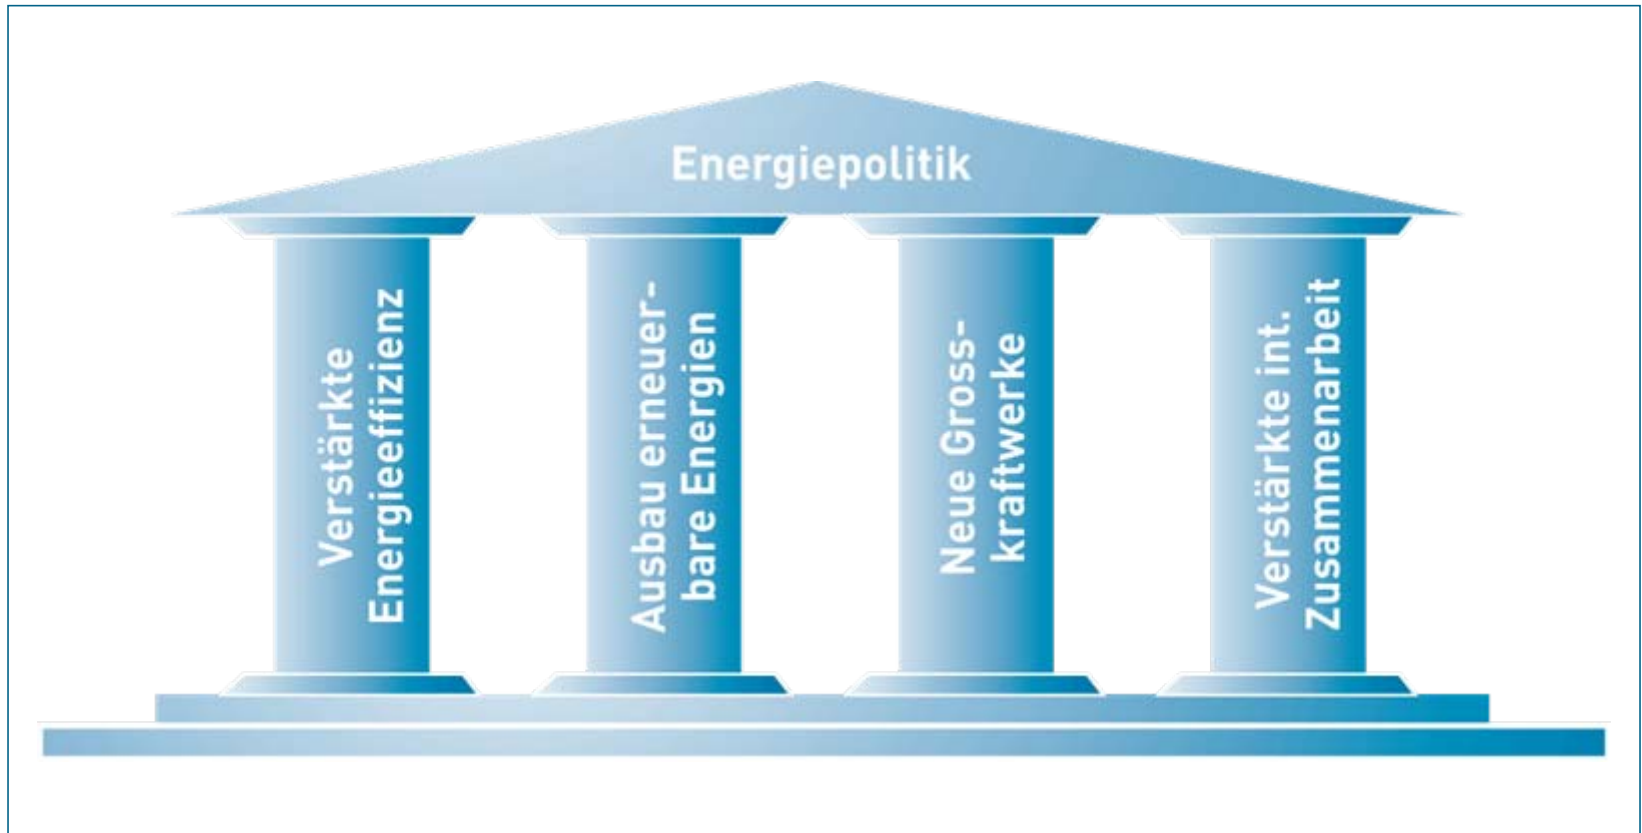 Energiepolitik
Verstärkte
Energieeffizienz
Ausbau erneuer-
bare Energien
Neue Gross-
kraftwerke
Verstärkte int.
Zusammenarbeit